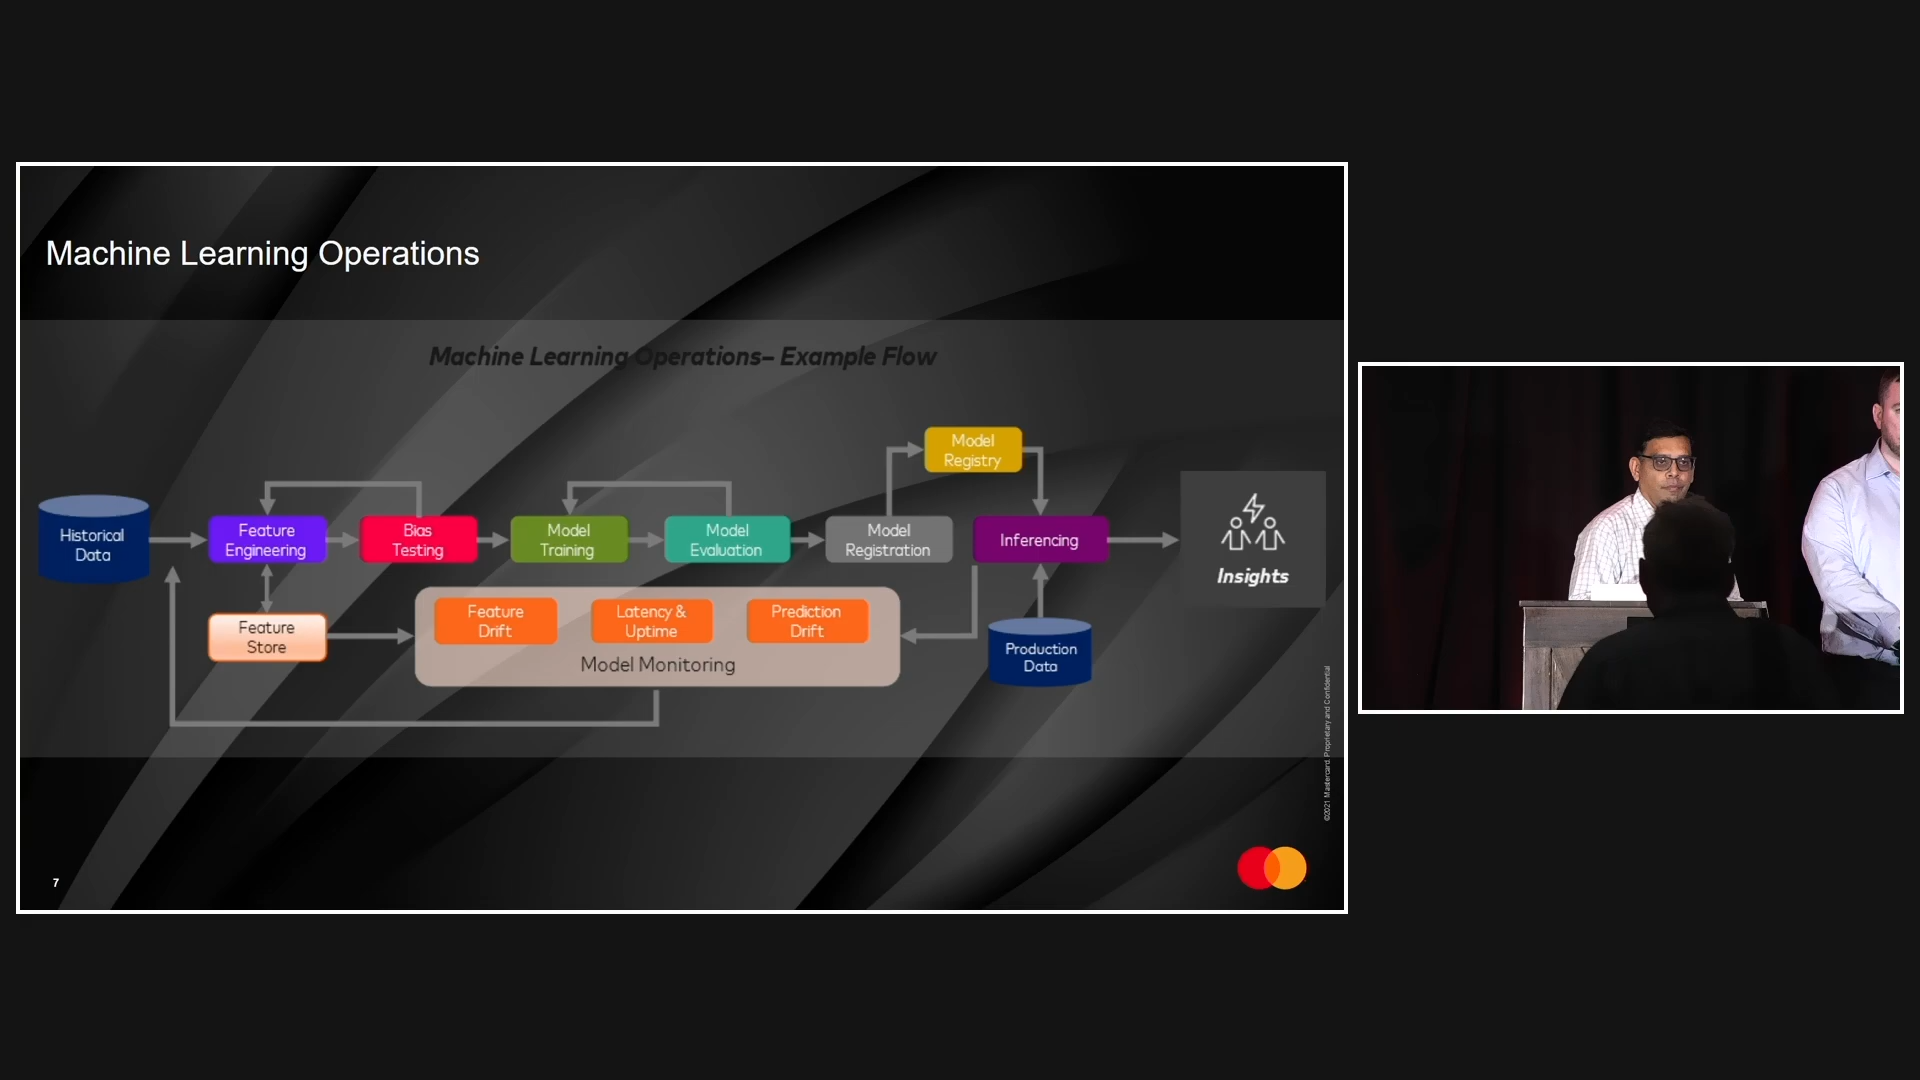 Machine Learning Operations
Machine Learning Operations– Example Flow
Model
Registry
Historical
Data
Feature
Engineering
Bias
Testing
Model
Training
Model
Evaluation
Model
Registration
Inferencing
Insights
Feature
Store
Feature
Drift
Latency &
Uptime
Prediction
Drift
Model Monitoring
Production
Data
©2021 Mastercard. Proprietary and Confidential
7